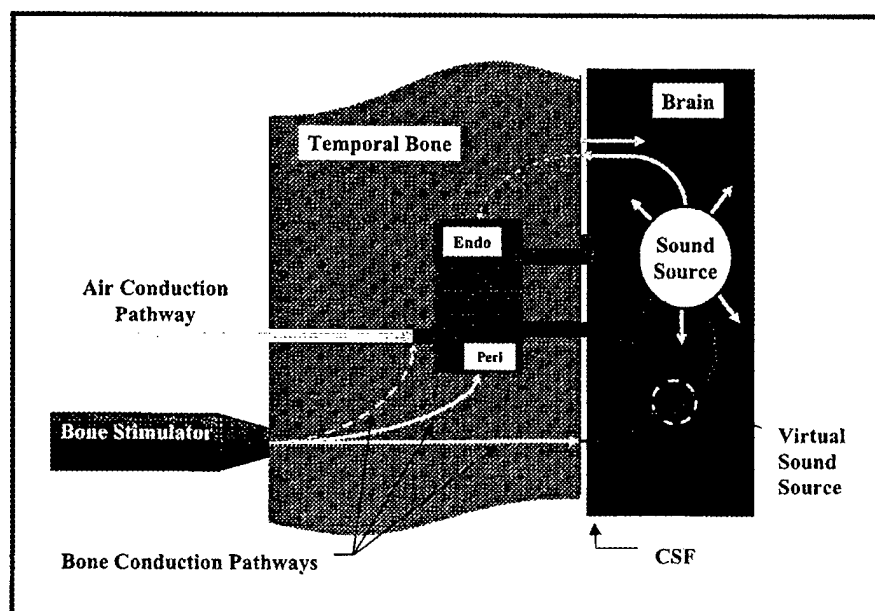 Brain
Temporal Bone
Endo
Sound
Source
Air Conduction
Pathway
Peri
Bone Stimulator
Virtual
Sound
Source
Bone Conduction Pathways
CSF